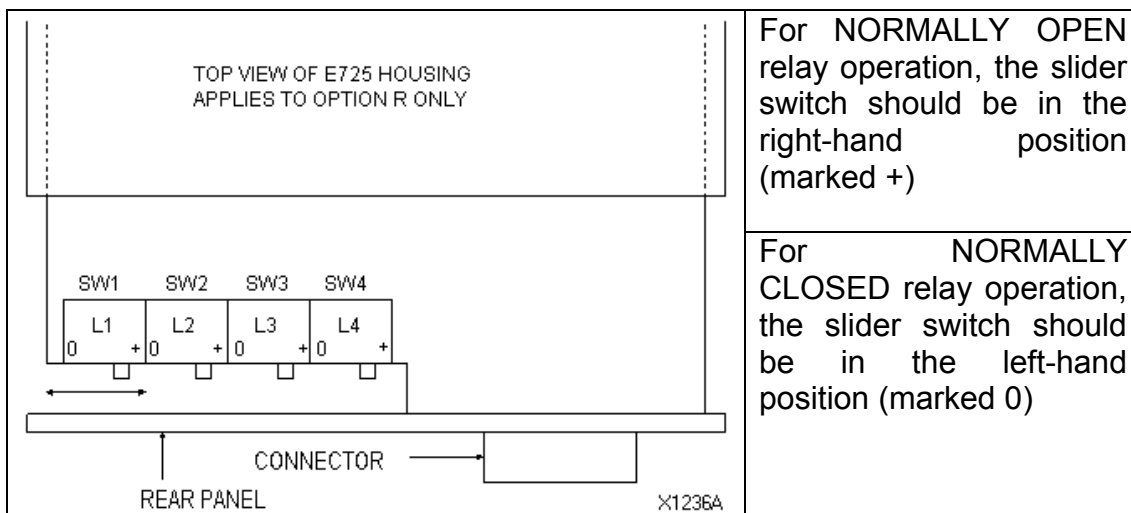 TOP VIEW OF E725 HOUSING
APPLIES TO OPTION R ONLY
SW1 SW2 SW3 SW4
L1 L2 L3 L4
0 + 0 + 0 + 0 +
CONNECTOR
REAR PANEL
X1236A
For NORMALLY OPEN
relay operation, the slider
switch should be in the
right-hand position
(marked +)
For NORMALLY
CLOSED relay operation,
the slider switch should
be in the left-hand
position (marked 0)